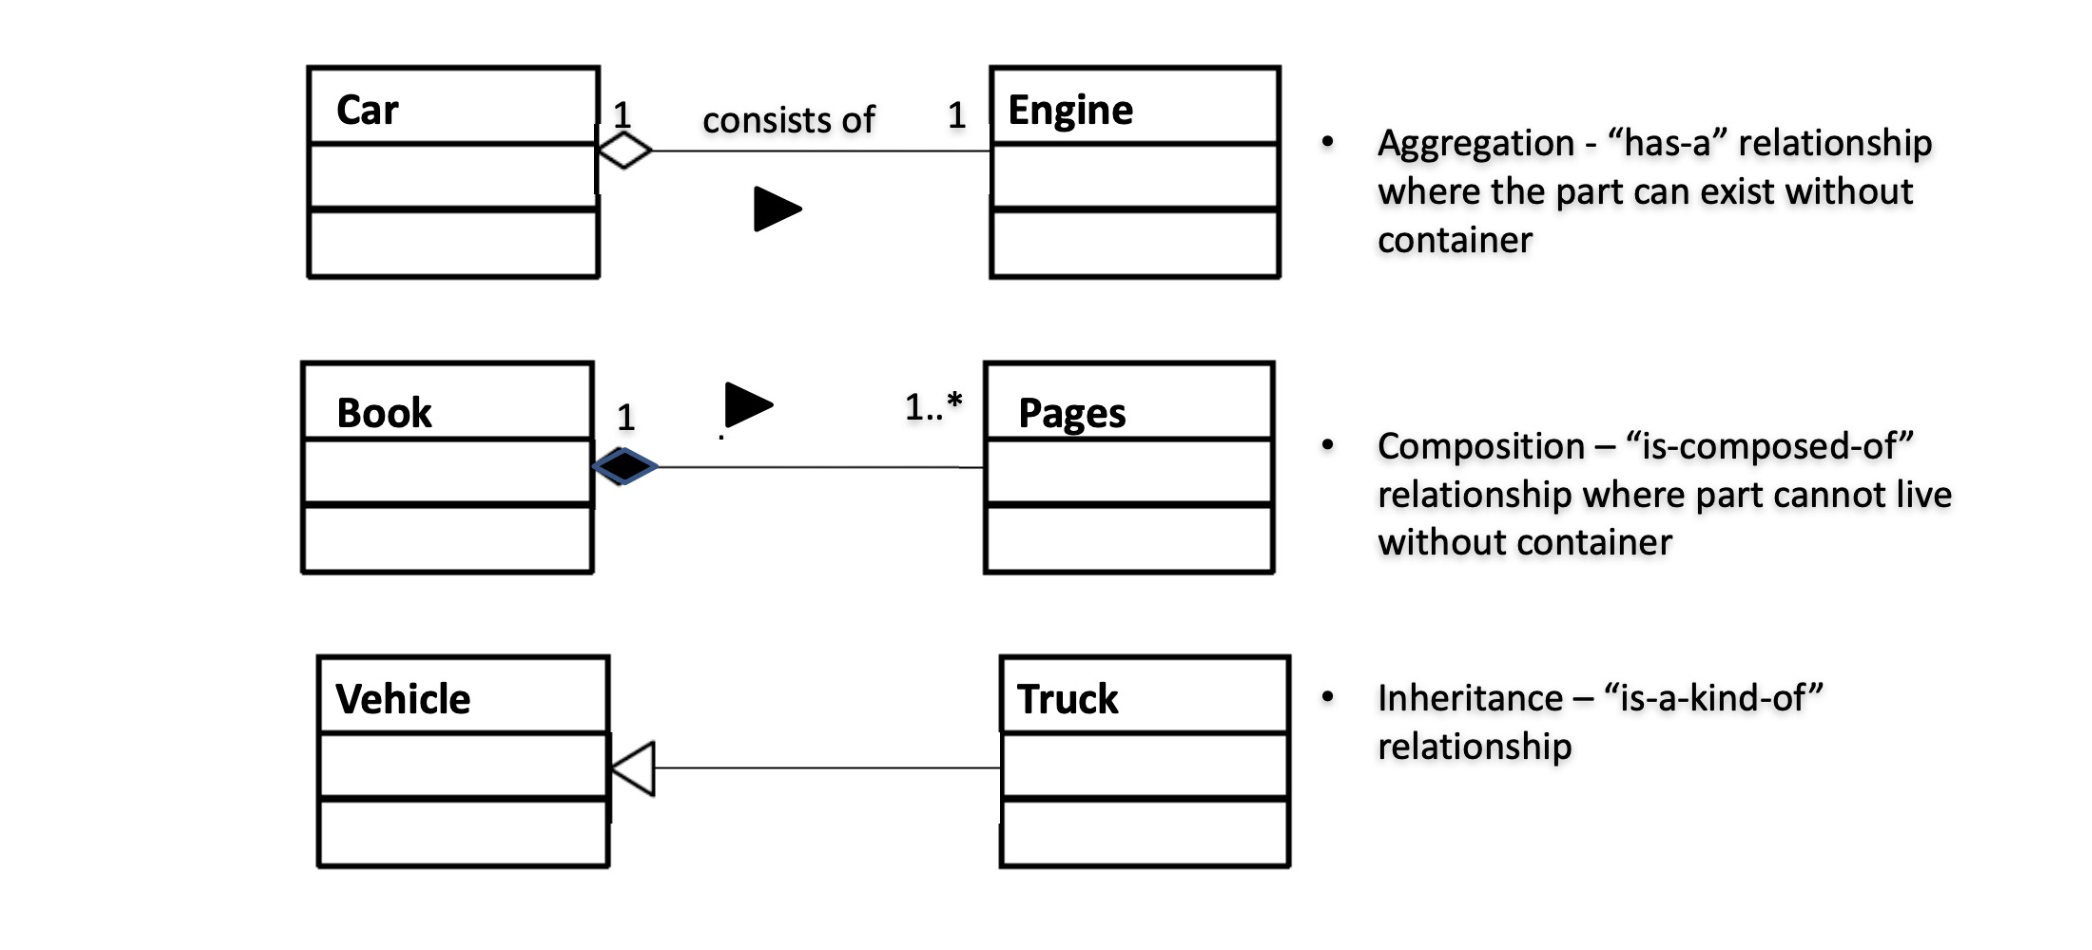 Car
1
consists of
1
Engine
• Aggregation - “has-a” relationship
where the part can exist without
container
Book
1
.
1..*
Pages
• Composition – “is-composed-of”
relationship where part cannot live
without container
Vehicle
Truck
• Inheritance – “is-a-kind-of”
relationship